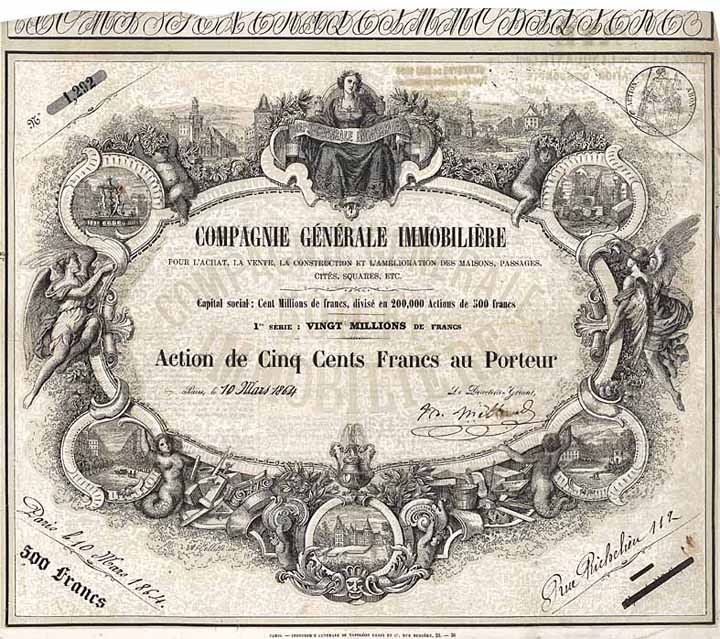 Nº 1,202
COMPAGNIE GÉNÉRALE IMMOBILIÈRE
POUR L'ACHAT, LA VENTE, LA CONSTRUCTION ET L'AMÉLIORATION DES MAISONS, PASSAGES,
CITÉS, SQUARES, ETC.
Capital social : Cent Millions de francs, divisé en 200,000 Actions de 500 francs
1re SÉRIE : VINGT MILLIONS DE FRANCS
Action de Cinq Cents Francs au Porteur
Paris, le 10 Mars 1864
Le Directeur-Gérant,
Paris le 10 Mars 1864.
500 Francs
Rue Richelieu 112